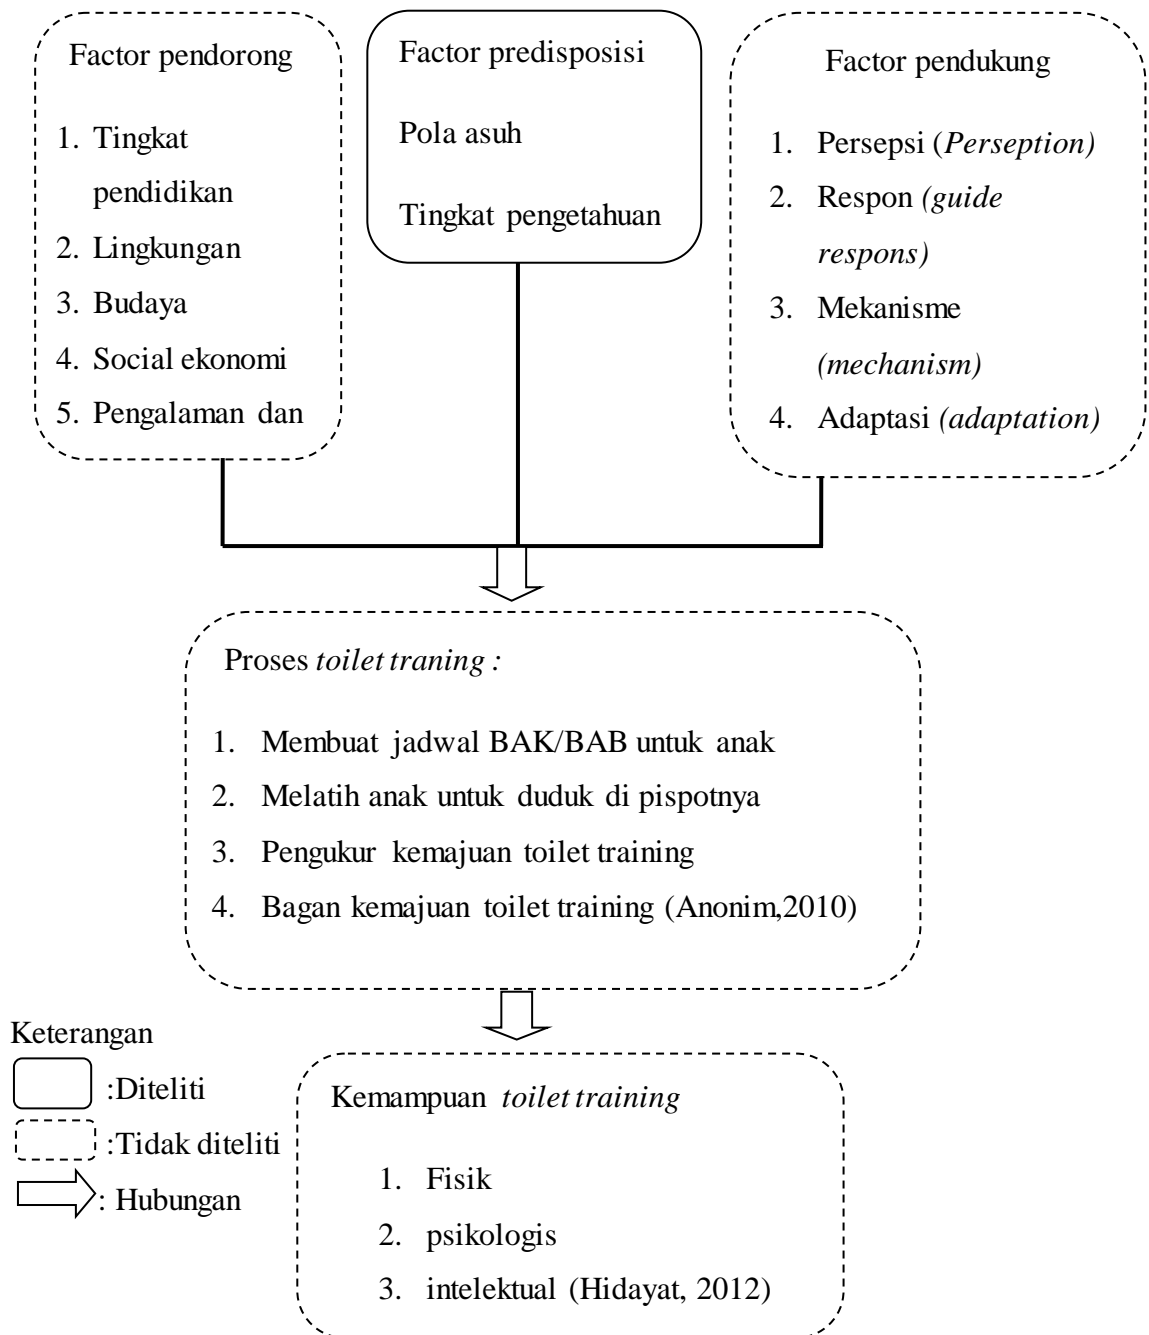 Factor pendorong
1. Tingkat
pendidikan
2. Lingkungan
3. Budaya
4. Social ekonomi
5. Pengalaman dan
Factor predisposisi
Pola asuh
Tingkat pengetahuan
Factor pendukung
1. Persepsi (Perseption)
2. Respon (guide
respons)
3. Mekanisme
(mechanism)
4. Adaptasi (adaptation)
Proses toilet traning :
1. Membuat jadwal BAK/BAB untuk anak
2. Melatih anak untuk duduk di pispotnya
3. Pengukur kemajuan toilet training
4. Bagan kemajuan toilet training (Anonim,2010)
Keterangan
:Diteliti
:Tidak diteliti
: Hubungan
Kemampuan toilet training
1. Fisik
2. psikologis
3. intelektual (Hidayat, 2012)